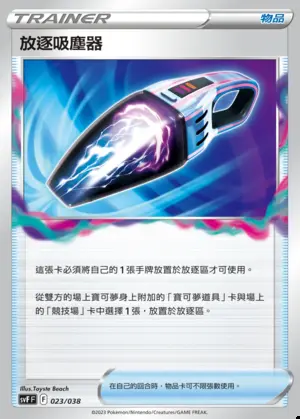 TRAINER 物品
放逐吸塵器
這張卡必須將自己的1張手牌放置於放逐區才可使用。
從雙方的場上寶可夢身上附加的「寶可夢道具」卡與場上
的「競技場」卡中選擇1張，放置於放逐區。
Illus.Toyste Beach
svF F F 023/038
在自己的回合時，物品卡可不限張數使用。
©2023 Pokémon/Nintendo/Creatures/GAME FREAK.